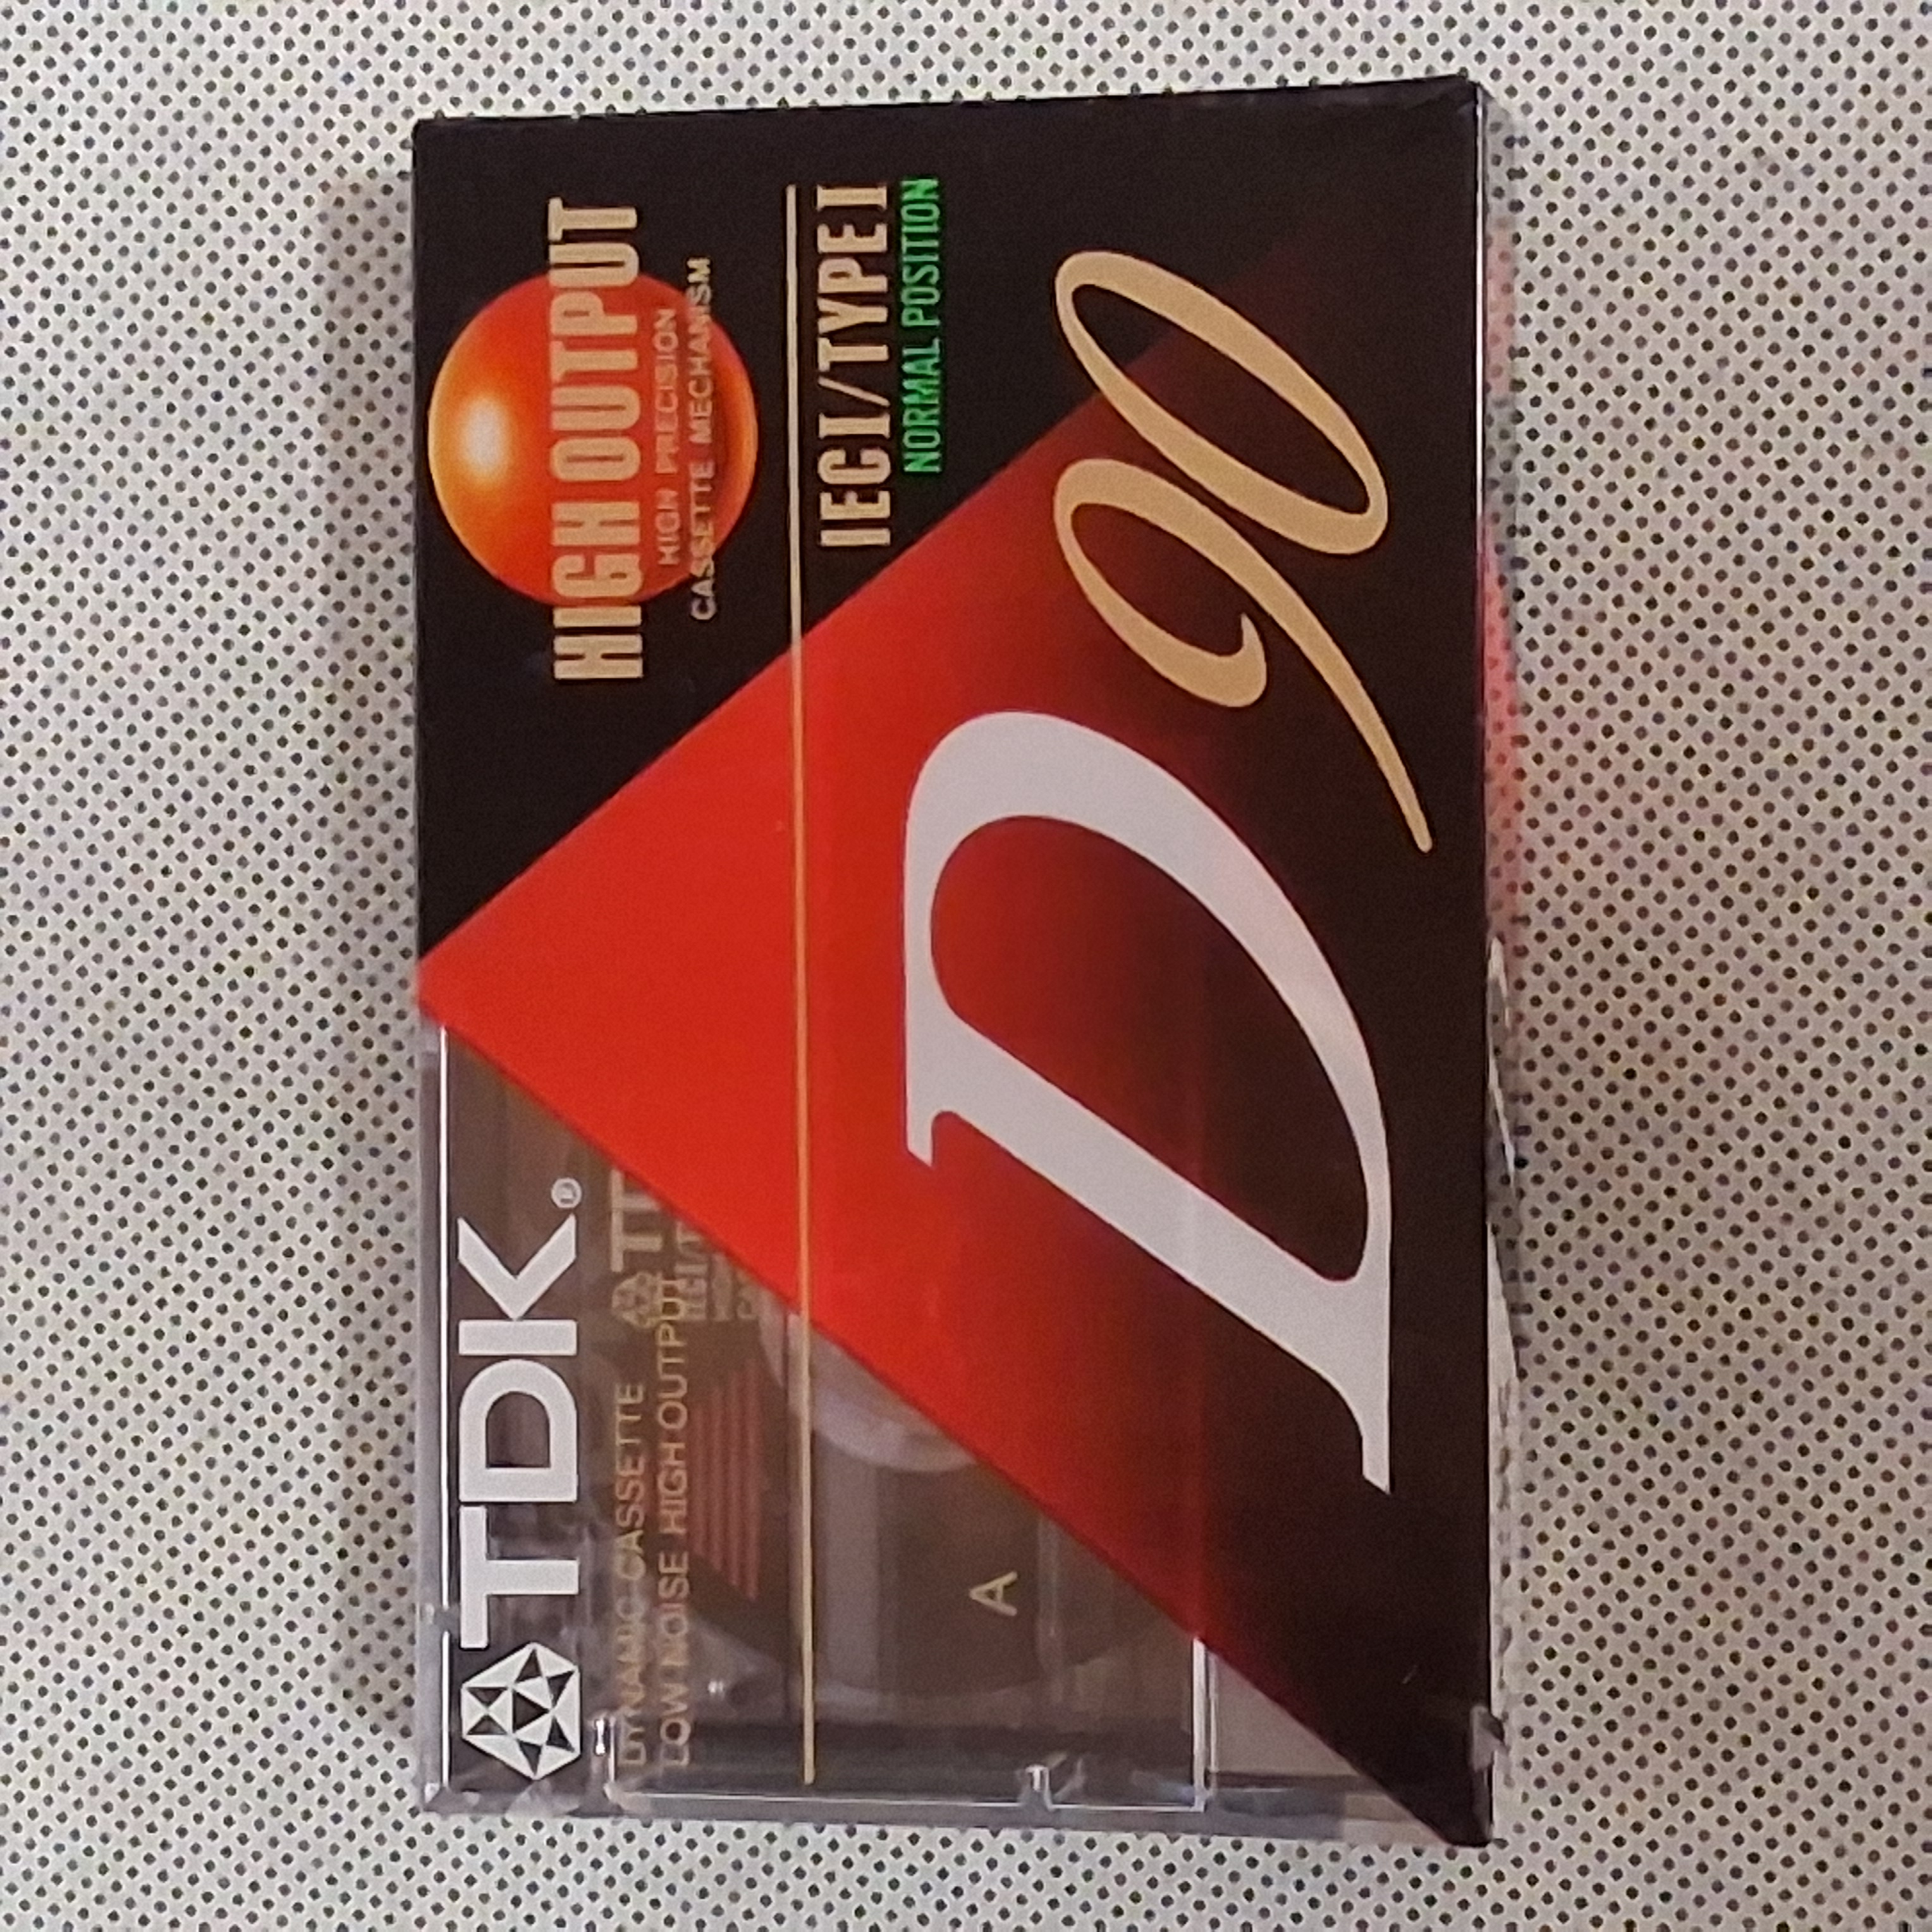 TDK®
DYNAMIC CASSETTE
LOW NOISE HIGH OUTPUT
HIGH OUTPUT
HIGH PRECISION
CASSETTE MECHANISM
IEC I/TYPE I
NORMAL POSITION
A
D90